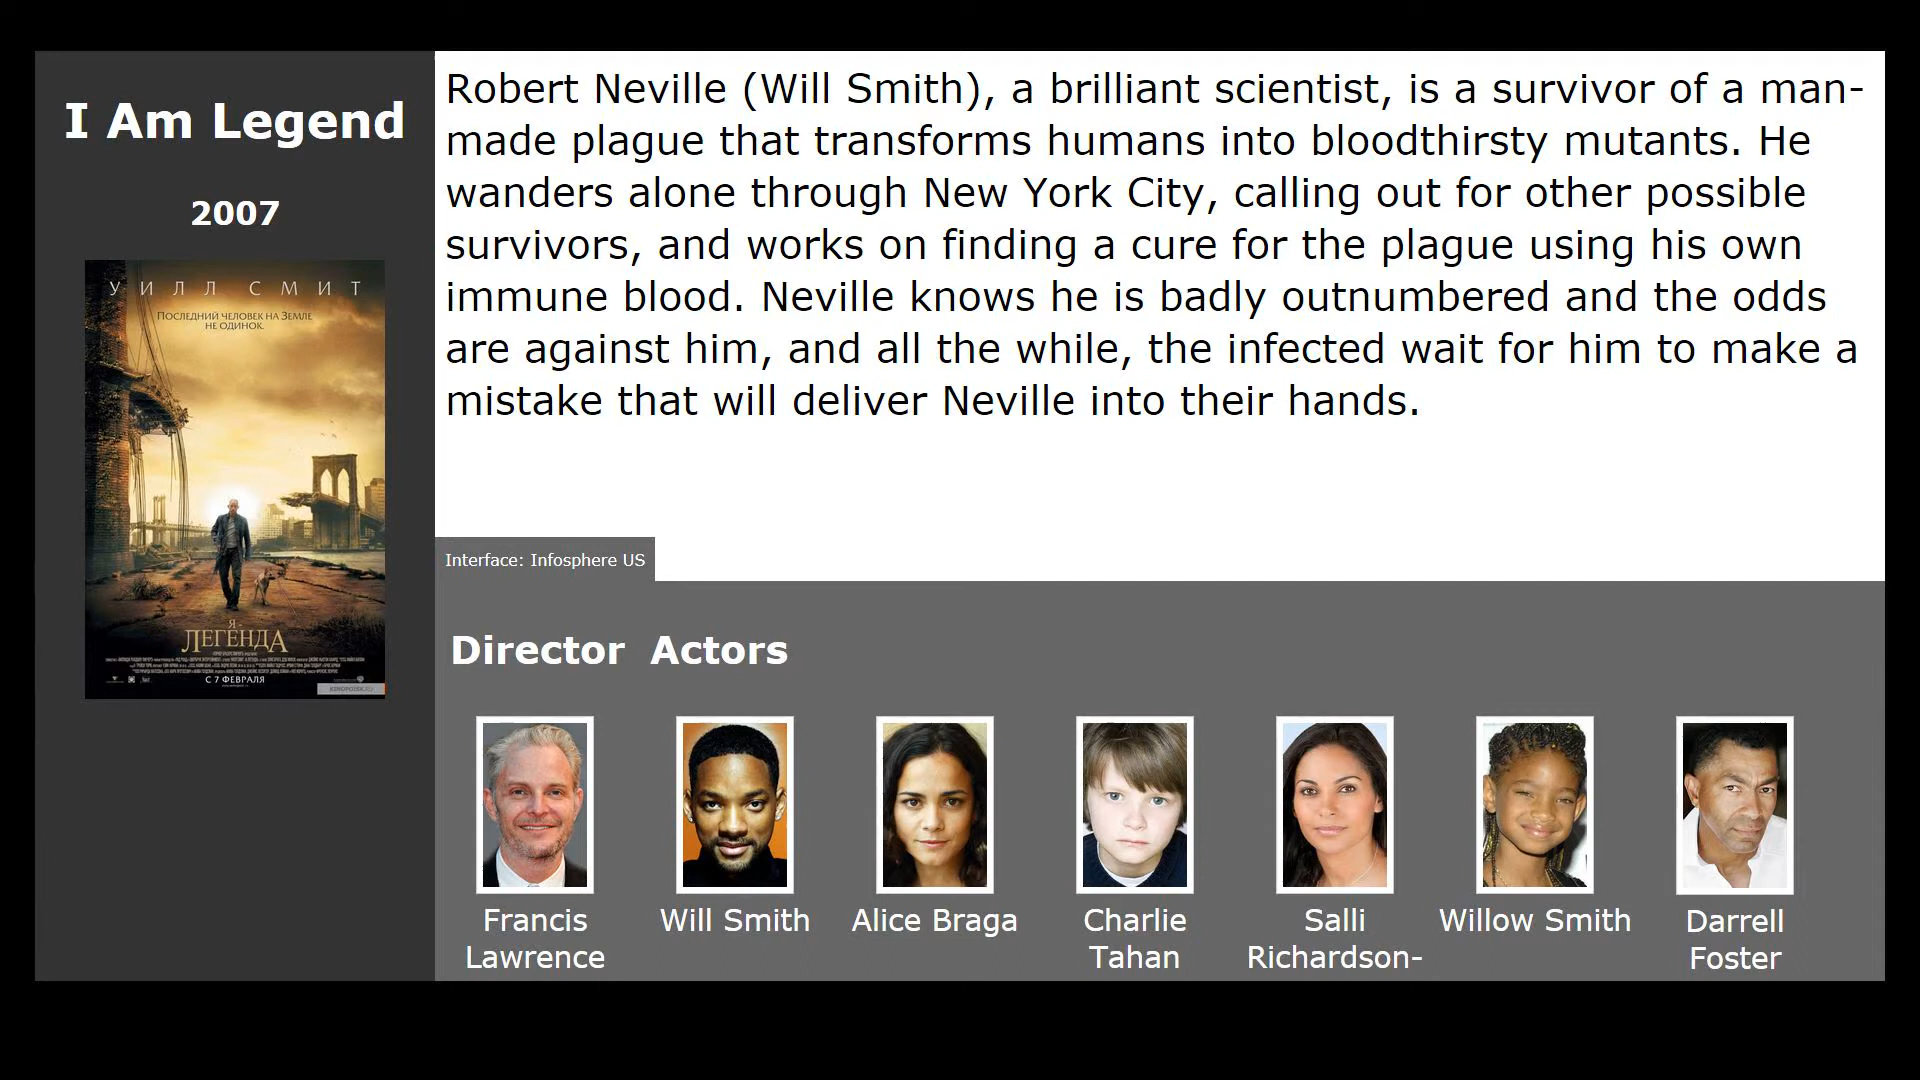 I Am Legend
2007
УИЛЛ СМИТ
ПОСЛЕДНИЙ ЧЕЛОВЕК НА ЗЕМЛЕ
НЕ ОДИНОК.
Я -
ЛЕГЕНДА
С 7 ФЕВРАЛЯ
KINOPOISK.RU
Robert Neville (Will Smith), a brilliant scientist, is a survivor of a man-
made plague that transforms humans into bloodthirsty mutants. He
wanders alone through New York City, calling out for other possible
survivors, and works on finding a cure for the plague using his own
immune blood. Neville knows he is badly outnumbered and the odds
are against him, and all the while, the infected wait for him to make a
mistake that will deliver Neville into their hands.
Interface: Infosphere US
Director Actors
Francis
Lawrence
Will Smith
Alice Braga
Charlie
Tahan
Salli
Richardson-
Willow Smith
Darrell
Foster